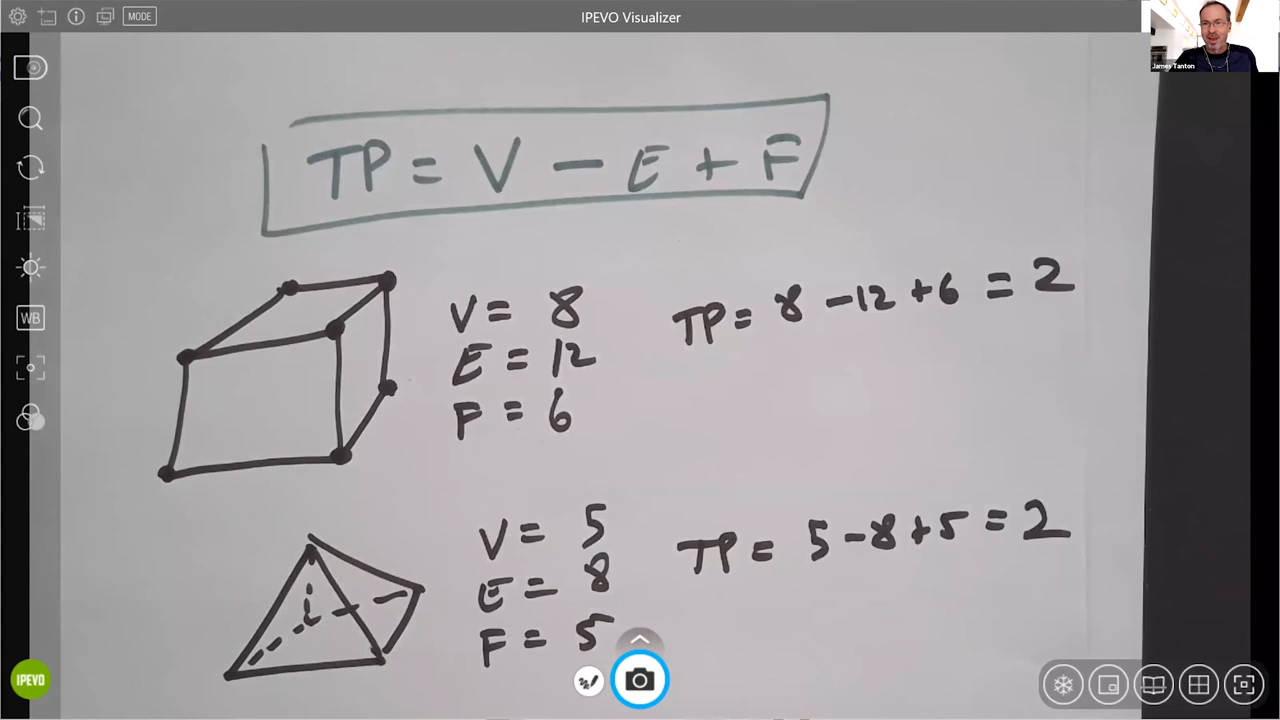 MODE
IPEVO Visualizer
James Tanton
WB
TP = V - E + F
V = 8
E = 12
F = 6
TP = 8 - 12 + 6 = 2
V = 5
E = 8
F = 5
TP = 5 - 8 + 5 = 2
IPEVO